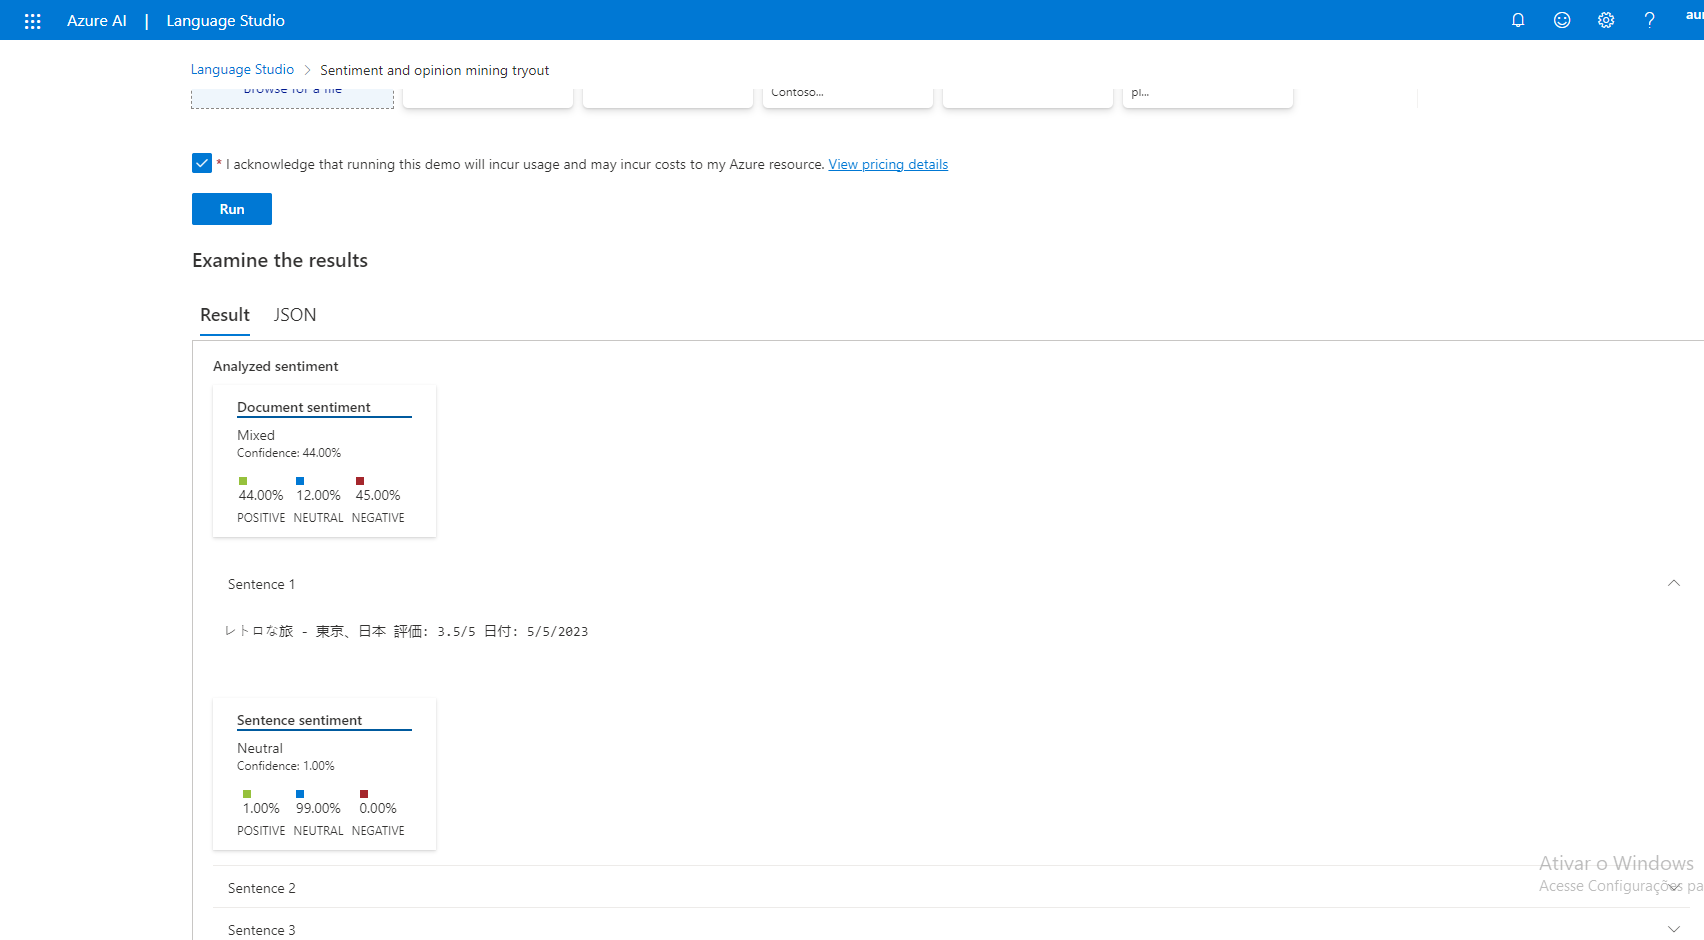 Azure AI | Language Studio
Language Studio > Sentiment and opinion mining tryout
Contoso...
pl...
* I acknowledge that running this demo will incur usage and may incur costs to my Azure resource. View pricing details
Run
Examine the results
Result JSON
Analyzed sentiment
Document sentiment
Mixed
Confidence: 44.00%
44.00% 12.00% 45.00%
POSITIVE NEUTRAL NEGATIVE
Sentence 1
レトロな旅 - 東京、日本 評価: 3.5/5 日付: 5/5/2023
Sentence sentiment
Neutral
Confidence: 1.00%
1.00% 99.00% 0.00%
POSITIVE NEUTRAL NEGATIVE
Ativar o Windows
Acesse Configurações pa
Sentence 2
Sentence 3